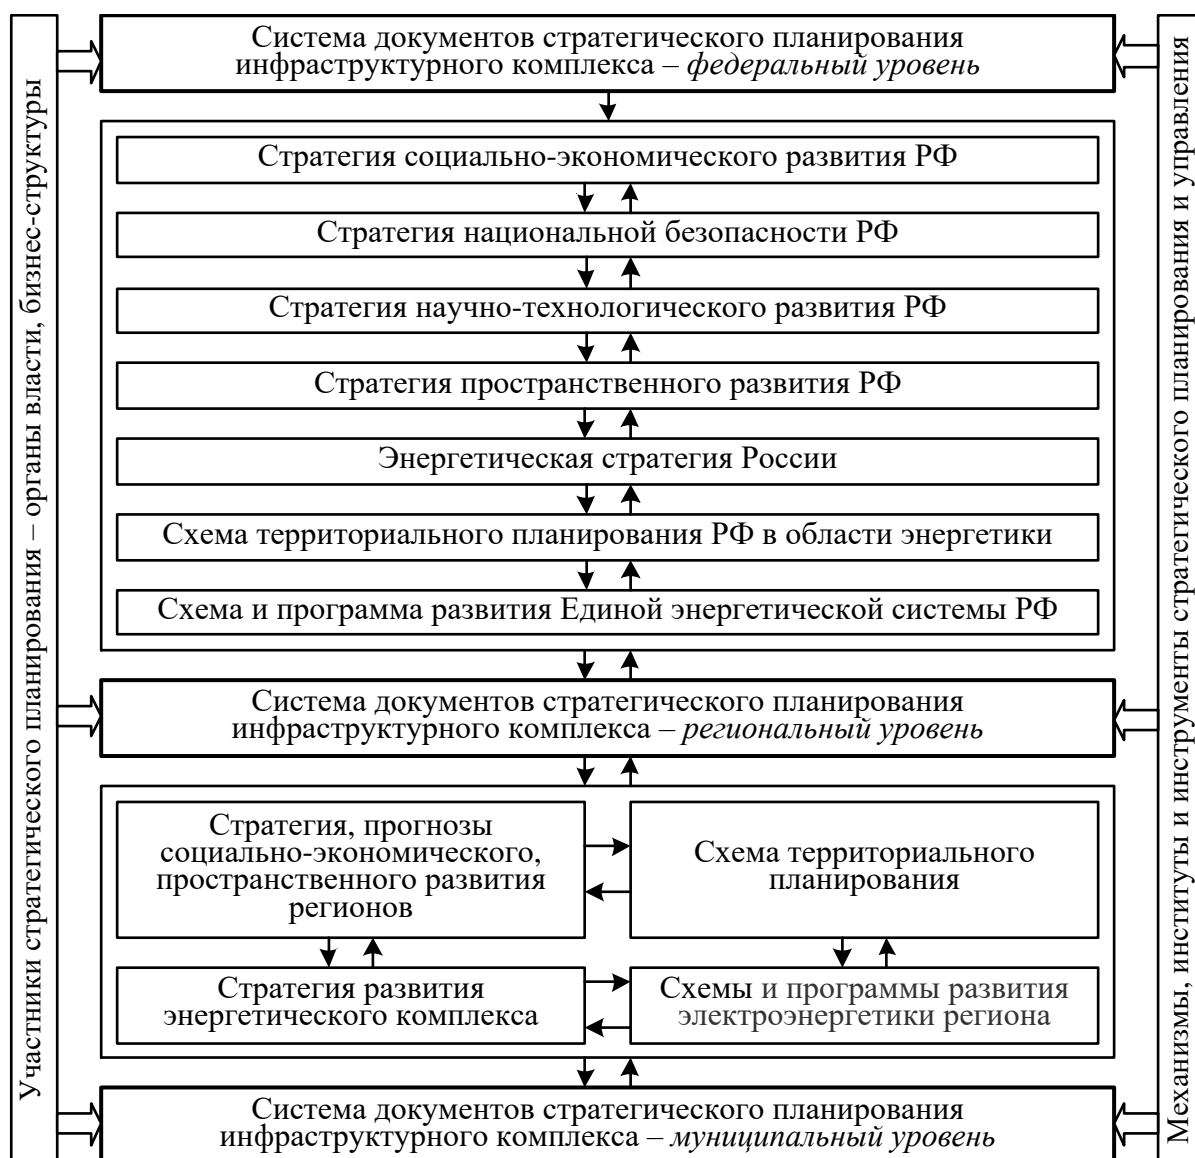 Участники стратегического планирования – органы власти, бизнес-структуры
Система документов стратегического планирования
инфраструктурного комплекса – федеральный уровень
Стратегия социально-экономического развития РФ
Стратегия национальной безопасности РФ
Стратегия научно-технологического развития РФ
Стратегия пространственного развития РФ
Энергетическая стратегия России
Схема территориального планирования РФ в области энергетики
Схема и программа развития Единой энергетической системы РФ
Система документов стратегического планирования
инфраструктурного комплекса – региональный уровень
Стратегия, прогнозы
социально-экономического,
пространственного развития
регионов
Схема территориального
планирования
Стратегия развития
энергетического комплекса
Схемы и программы развития
электроэнергетики региона
Система документов стратегического планирования
инфраструктурного комплекса – муниципальный уровень
Механизмы, институты и инструменты стратегического планирования и управления